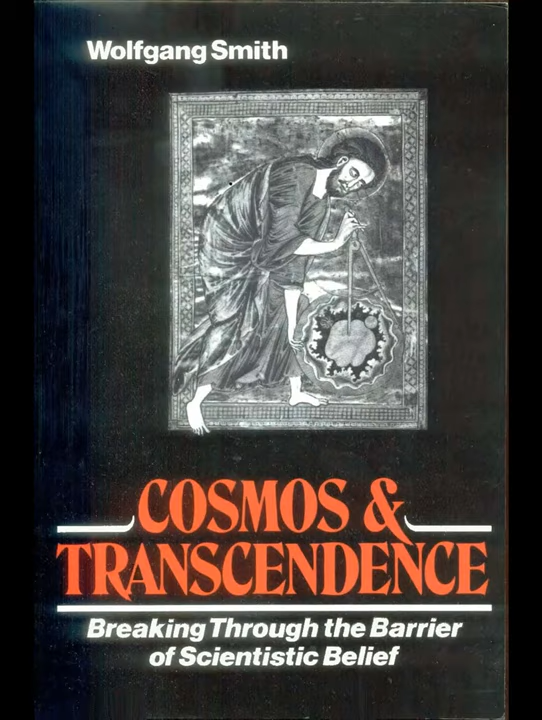 Wolfgang Smith
COSMOS &
TRANSCENDENCE
Breaking Through the Barrier
of Scientistic Belief